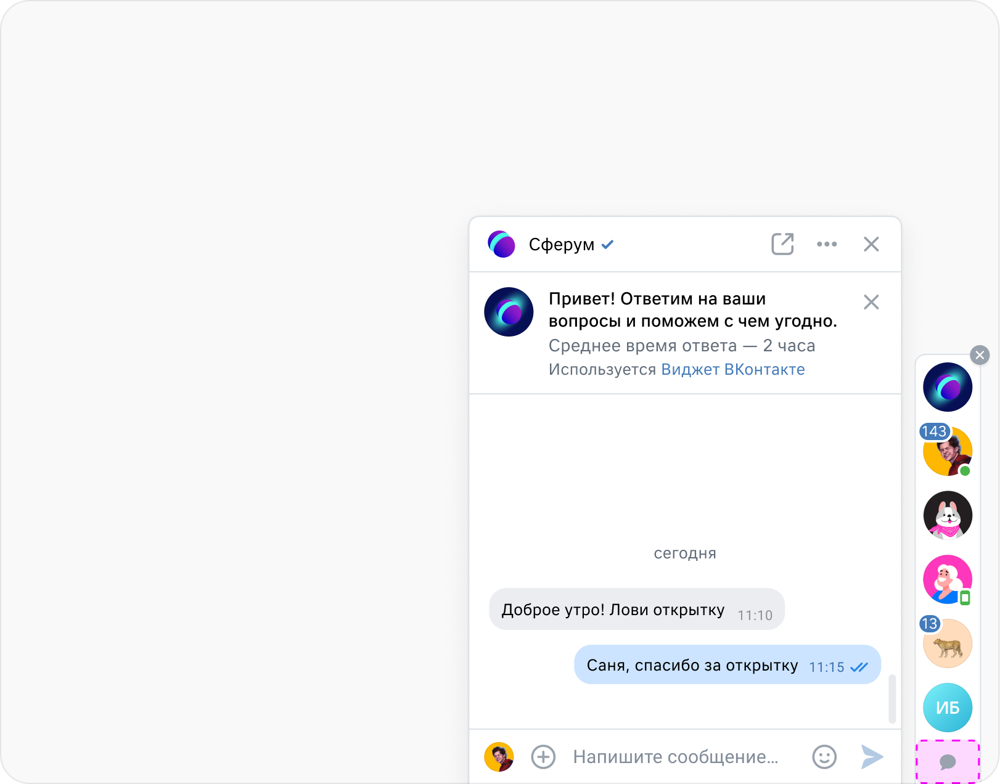 Сферум
Привет! Ответим на ваши
вопросы и поможем с чем угодно.
Среднее время ответа — 2 часа
Используется Виджет ВКонтакте
143
сегодня
Доброе утро! Лови открытку 11:10
13
Саня, спасибо за открытку 11:15
ИБ
Напишите сообщение...